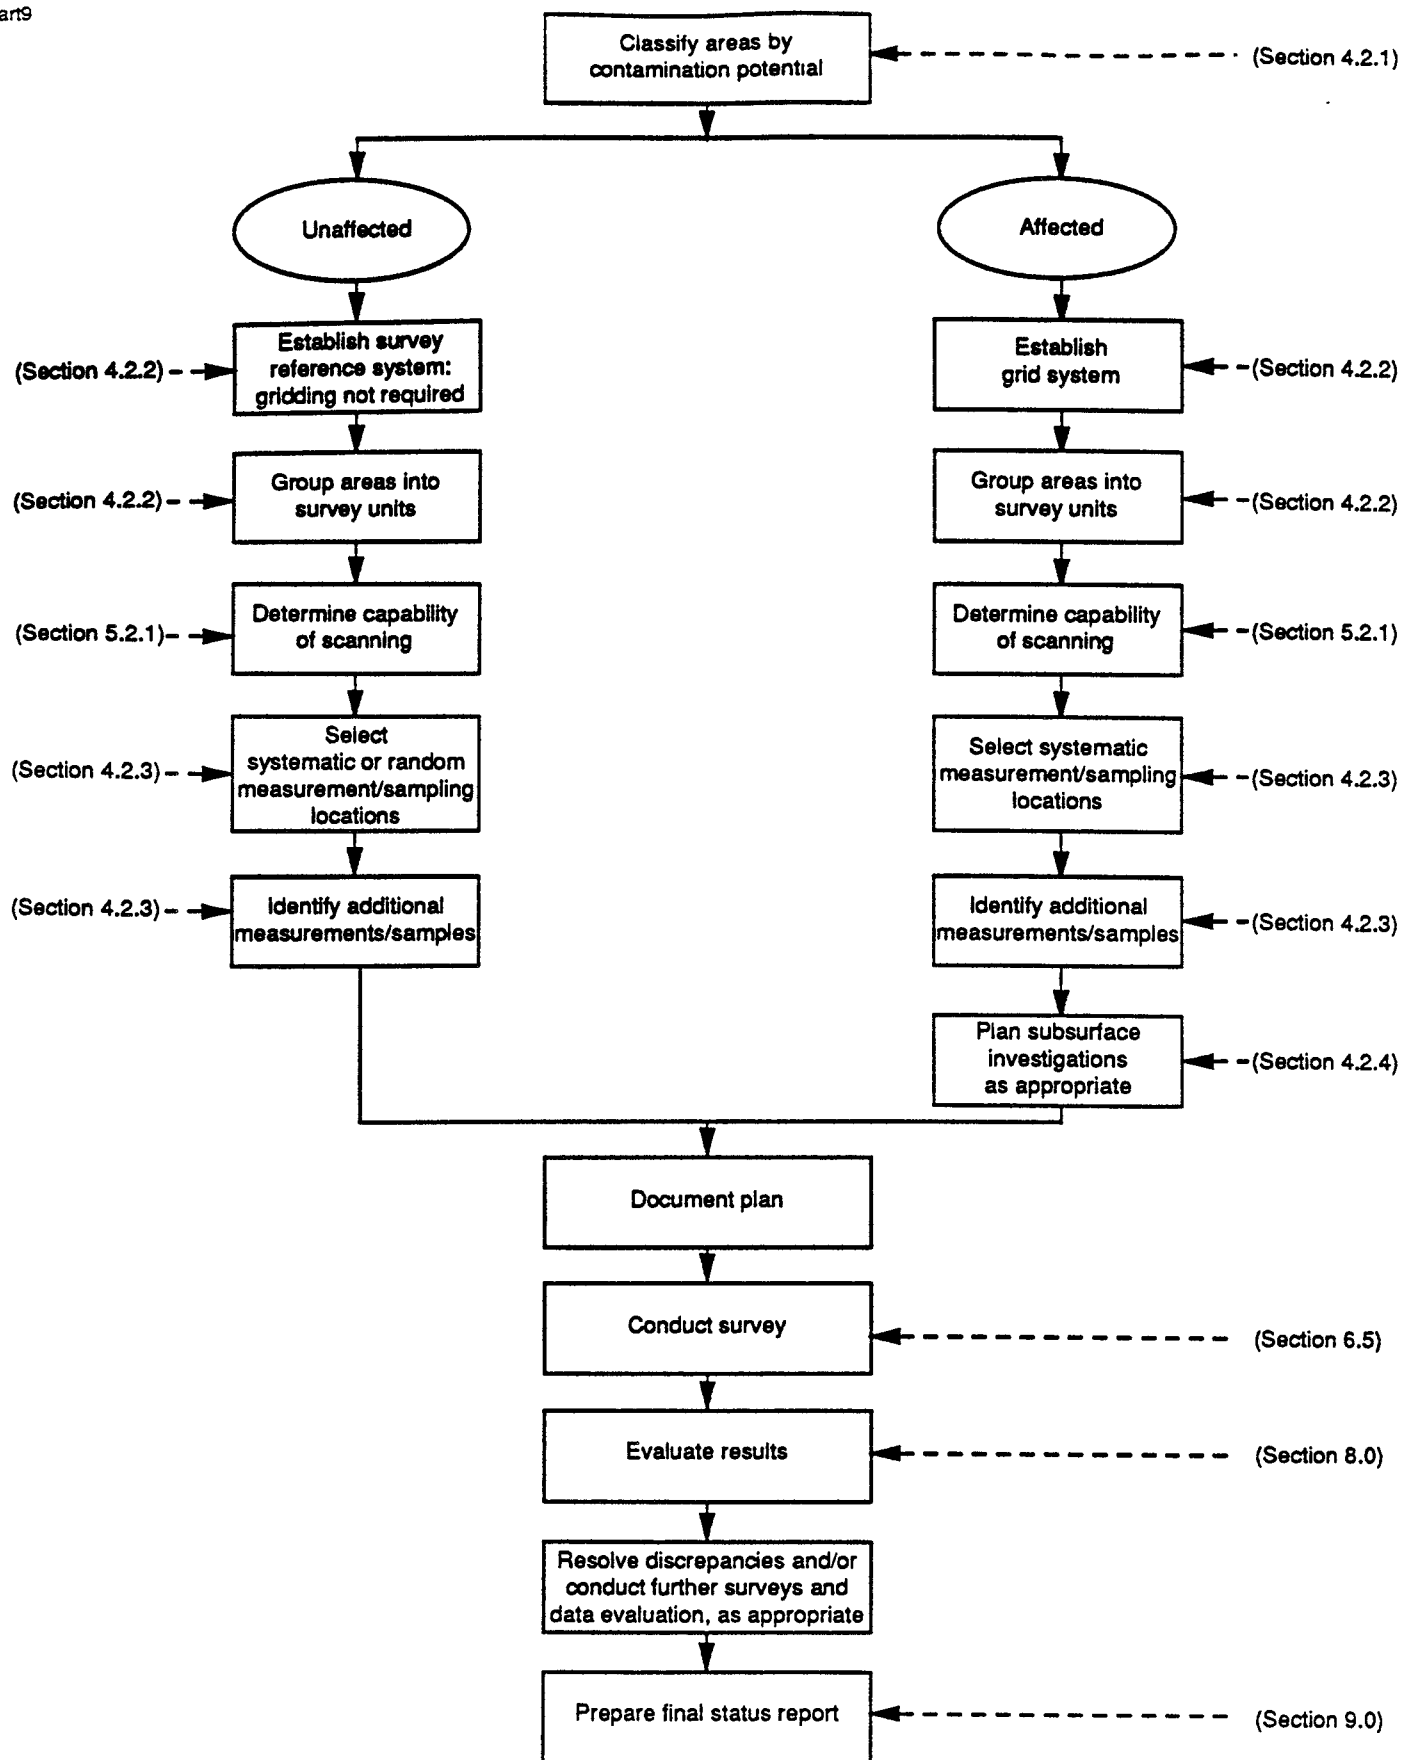 art9
Classify areas by
contamination potential
(Section 4.2.1)
Unaffected
Affected
(Section 4.2.2)
Establish survey
reference system:
gridding not required
Establish
grid system
(Section 4.2.2)
(Section 4.2.2)
Group areas into
survey units
Group areas into
survey units
(Section 4.2.2)
(Section 5.2.1)
Determine capability
of scanning
Determine capability
of scanning
(Section 5.2.1)
(Section 4.2.3)
Select
systematic or random
measurement/sampling
locations
Select systematic
measurement/sampling
locations
(Section 4.2.3)
(Section 4.2.3)
Identify additional
measurements/samples
Identify additional
measurements/samples
(Section 4.2.3)
Plan subsurface
investigations
as appropriate
(Section 4.2.4)
Document plan
Conduct survey
(Section 6.5)
Evaluate results
(Section 8.0)
Resolve discrepancies and/or
conduct further surveys and
data evaluation, as appropriate
Prepare final status report
(Section 9.0)